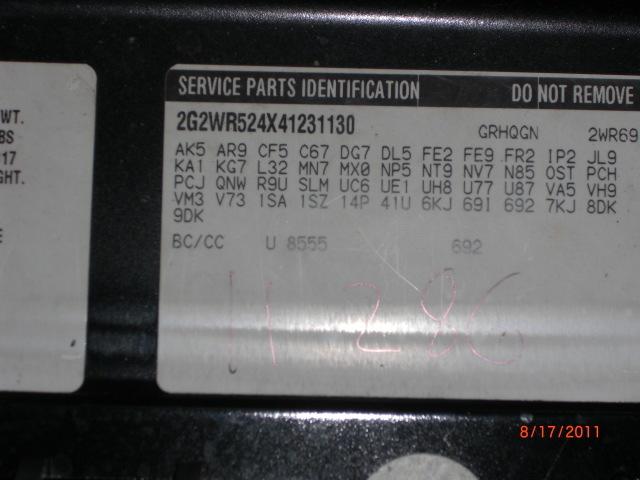 WT.
BS
17
GHT.
E
SERVICE PARTS IDENTIFICATION DO NOT REMOVE
2G2WR524X41231130 GRHQGN 2WR69
AK5 AR9 CF5 C67 DG7 DL5 FE2 FE9 FR2 IP2 JL9
KA1 KG7 L32 MN7 MX0 NP5 NT9 NV7 N85 OST PCH
PCJ QNW R9U SLM UC6 UE1 UH8 U77 U87 VA5 VH9
VM3 V73 1SA 1SZ 14P 41U 6KJ 69I 692 7KJ 8DK
9DK
BC/CC U 8555 692
11 286
8/17/2011